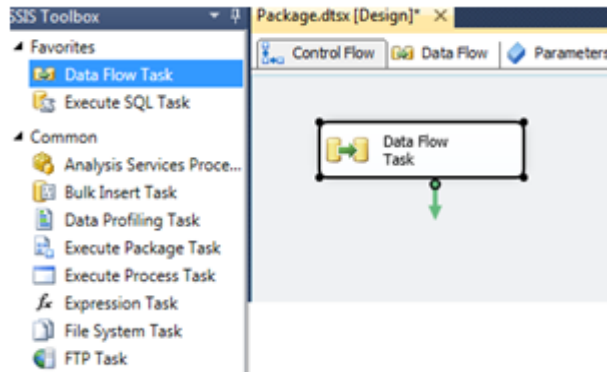 SSIS Toolbox
Package.dtsx [Design]*
Favorites
Data Flow Task
Execute SQL Task
Common
Analysis Services Proce...
Bulk Insert Task
Data Profiling Task
Execute Package Task
Execute Process Task
fx Expression Task
File System Task
FTP Task
Control Flow
Data Flow
Parameters
Data Flow
Task